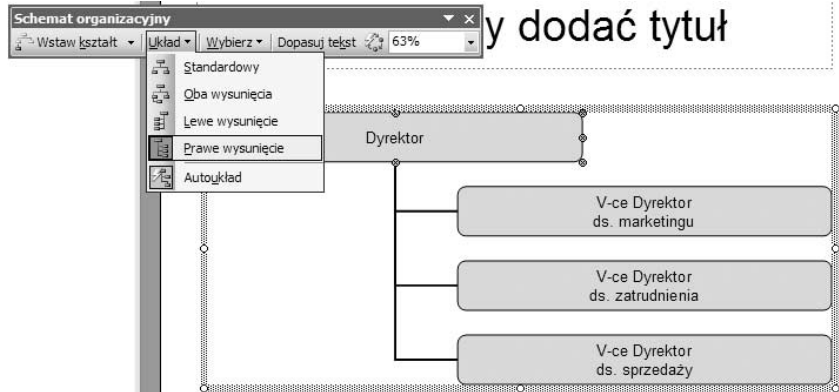 Schemat organizacyjny
Wstaw kształt Układ Wybierz Dopasuj tekst 63%
Standardowy
Oba wysunięcia
Lewe wysunięcie
Prawe wysunięcie
Autoukład
y dodać tytuł
Dyrektor
V-ce Dyrektor
ds. marketingu
V-ce Dyrektor
ds. zatrudnienia
V-ce Dyrektor
ds. sprzedaży